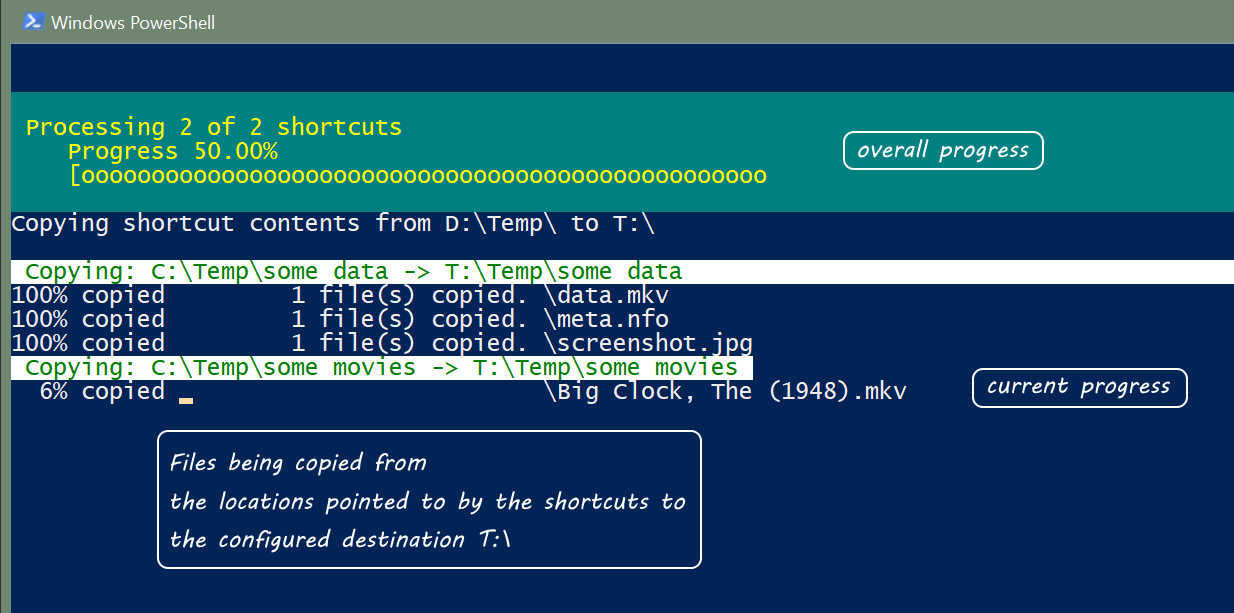 Windows PowerShell
Processing 2 of 2 shortcuts
Progress 50.00%
[ooooooooooooooooooooooooooooooooooooooooooooooooo
overall progress
Copying shortcut contents from D:\Temp\ to T:\
Copying: C:\Temp\some data -> T:\Temp\some data
100% copied 1 file(s) copied. \data.mkv
100% copied 1 file(s) copied. \meta.nfo
100% copied 1 file(s) copied. \screenshot.jpg
Copying: C:\Temp\some movies -> T:\Temp\some movies
6% copied \Big Clock, The (1948).mkv
current progress
Files being copied from
the locations pointed to by the shortcuts to
the configured destination T:\